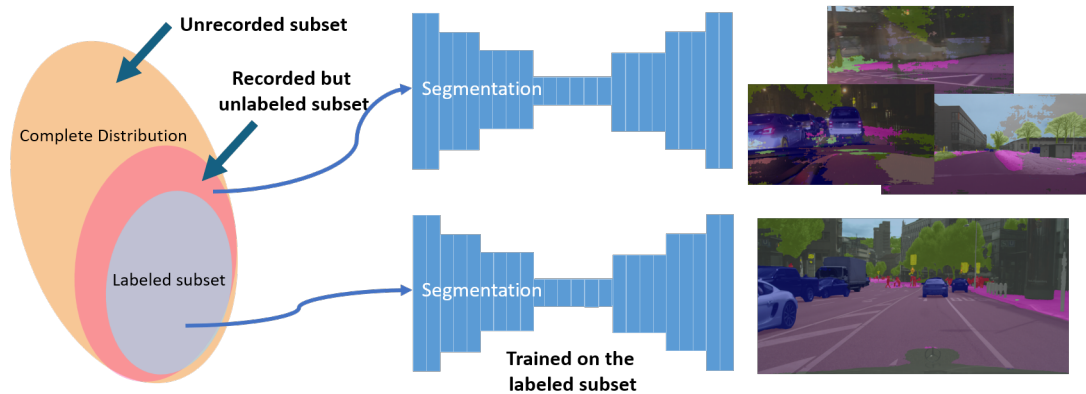 Unrecorded subset
Recorded but
unlabeled subset
Complete Distribution
Labeled subset
Segmentation
Segmentation
Trained on the
labeled subset